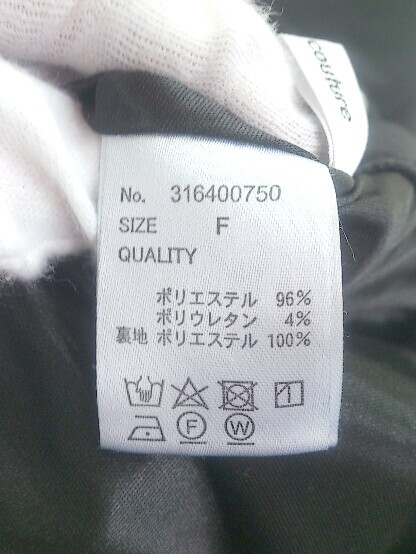 couture
No. 316400750
SIZE F
QUALITY
ポリエステル 96%
ポリウレタン 4%
裏地 ポリエステル 100%
F W